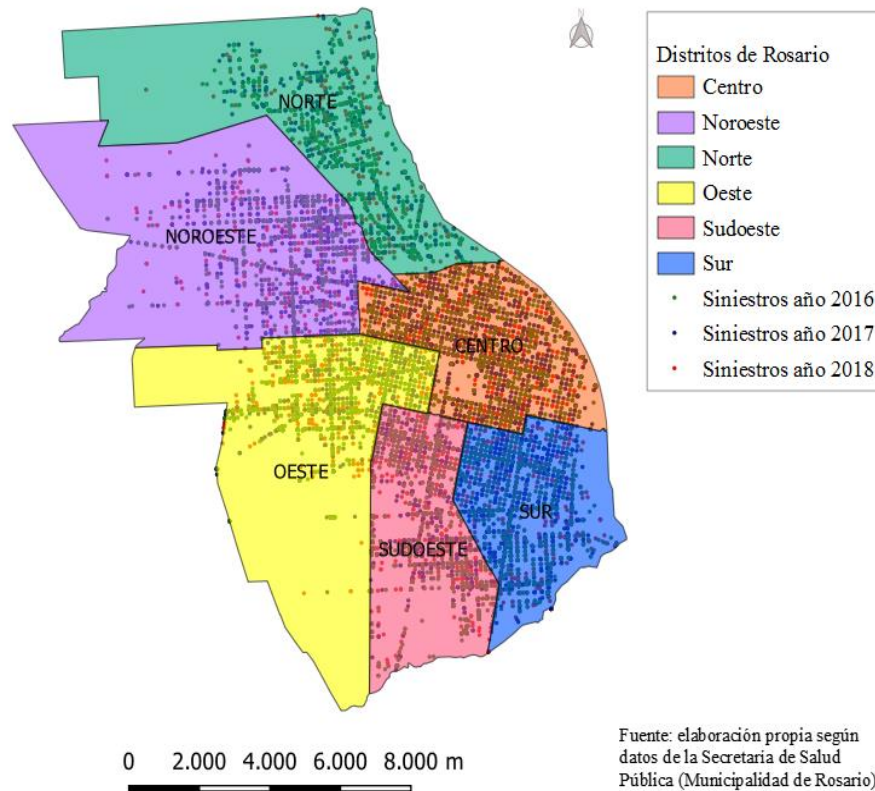 N
Distritos de Rosario
Centro
Noroeste
Norte
Oeste
Sudoeste
Sur
Siniestros año 2016
Siniestros año 2017
Siniestros año 2018
NORTE
NOROESTE
CENTRO
OESTE
SUR
SUDOESTE
Fuente: elaboración propia según
datos de la Secretaria de Salud
Pública (Municipalidad de Rosario)
0 2.000 4.000 6.000 8.000 m